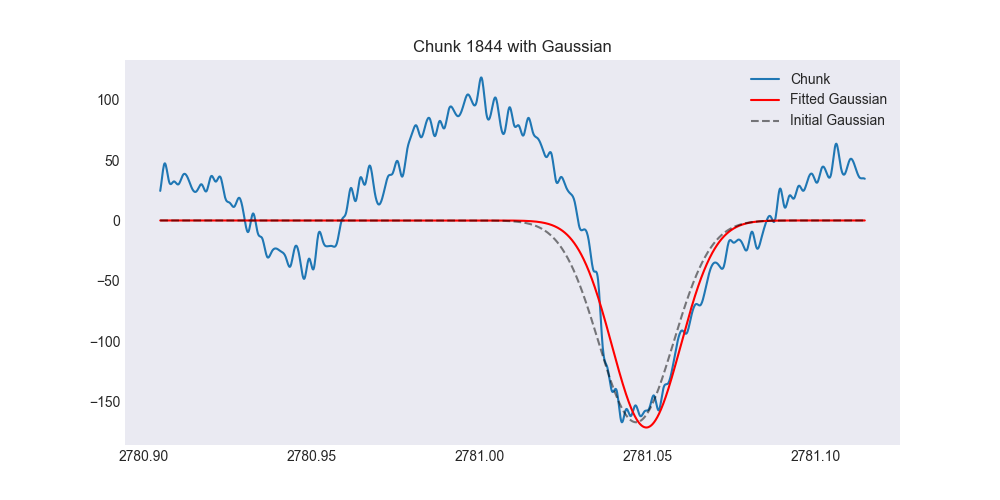 Chunk 1844 with Gaussian
Chunk
Fitted Gaussian
Initial Gaussian
100
50
0
−50
−100
−150
2780.90 2780.95 2781.00 2781.05 2781.10